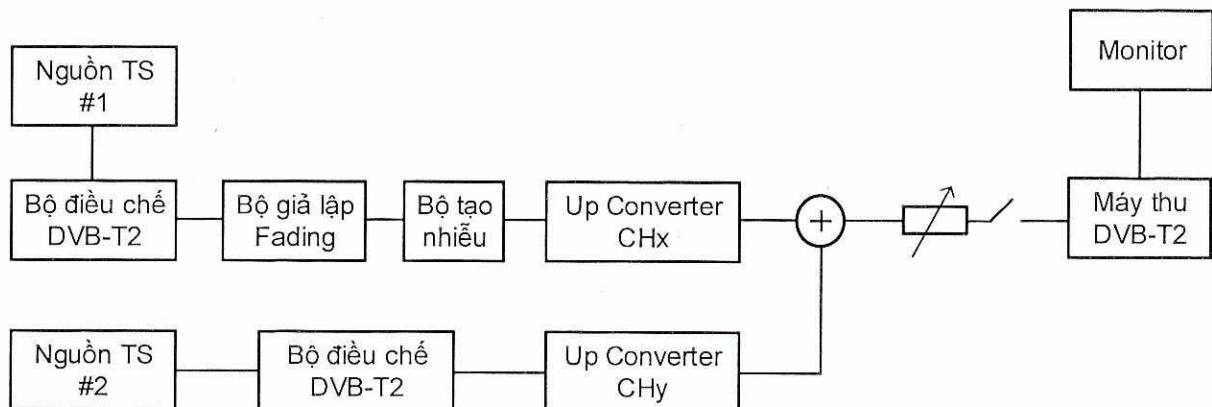 Nguồn TS
#1
Monitor
Bộ điều chế
DVB-T2
Bộ giả lập
Fading
Bộ tạo
nhiễu
Up Converter
CHx
Máy thu
DVB-T2
Nguồn TS
#2
Bộ điều chế
DVB-T2
Up Converter
CHy